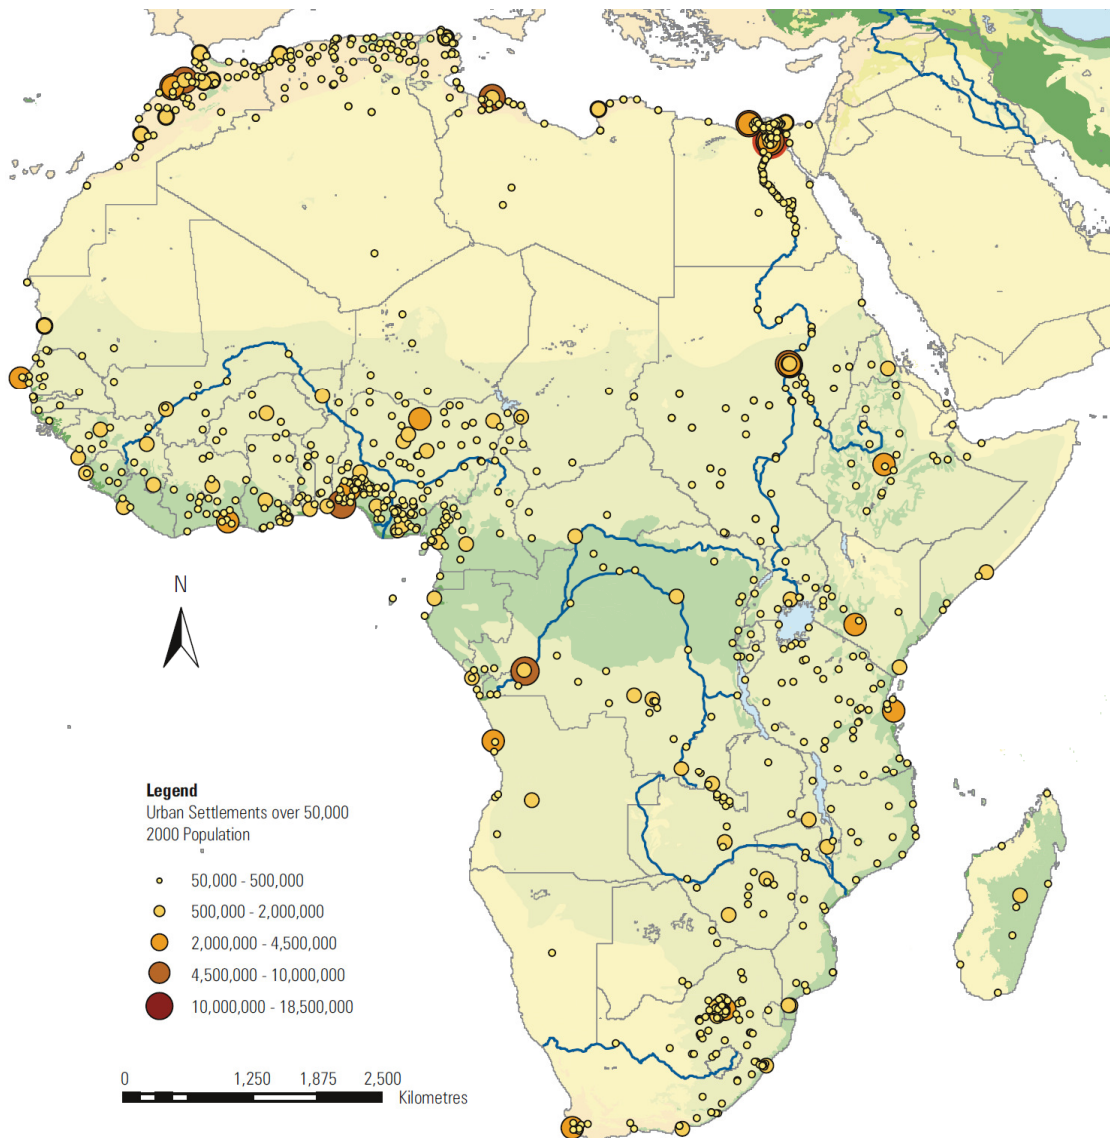 N
Legend
Urban Settlements over 50,000
2000 Population
50,000 - 500,000
500,000 - 2,000,000
2,000,000 - 4,500,000
4,500,000 - 10,000,000
10,000,000 - 18,500,000
0 1,250 1,875 2,500
Kilometres